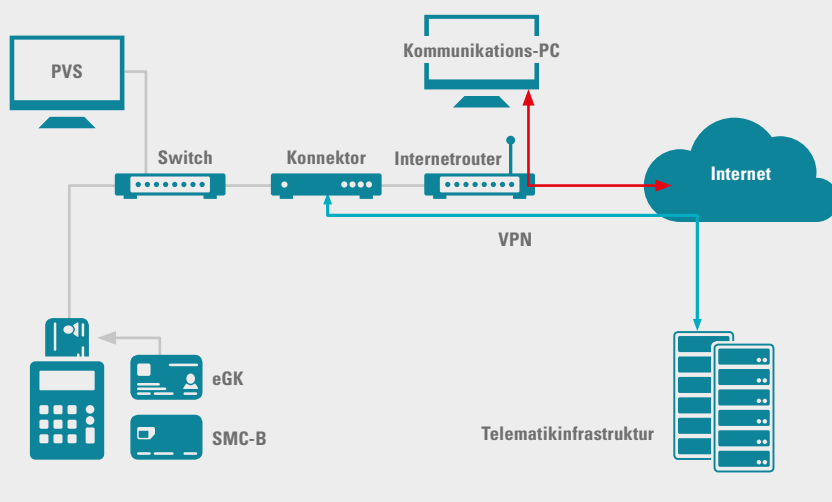 Kommunikations-PC
PVS
Switch
Konnektor
Internetrouter
Internet
VPN
eGK
SMC-B
Telematikinfrastruktur